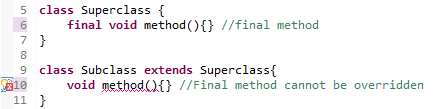 5 class Superclass {
6     final void method(){} //final method
7 }
8
9 class Subclass extends Superclass{
10     void method(){} //Final method cannot be overridden
11 }